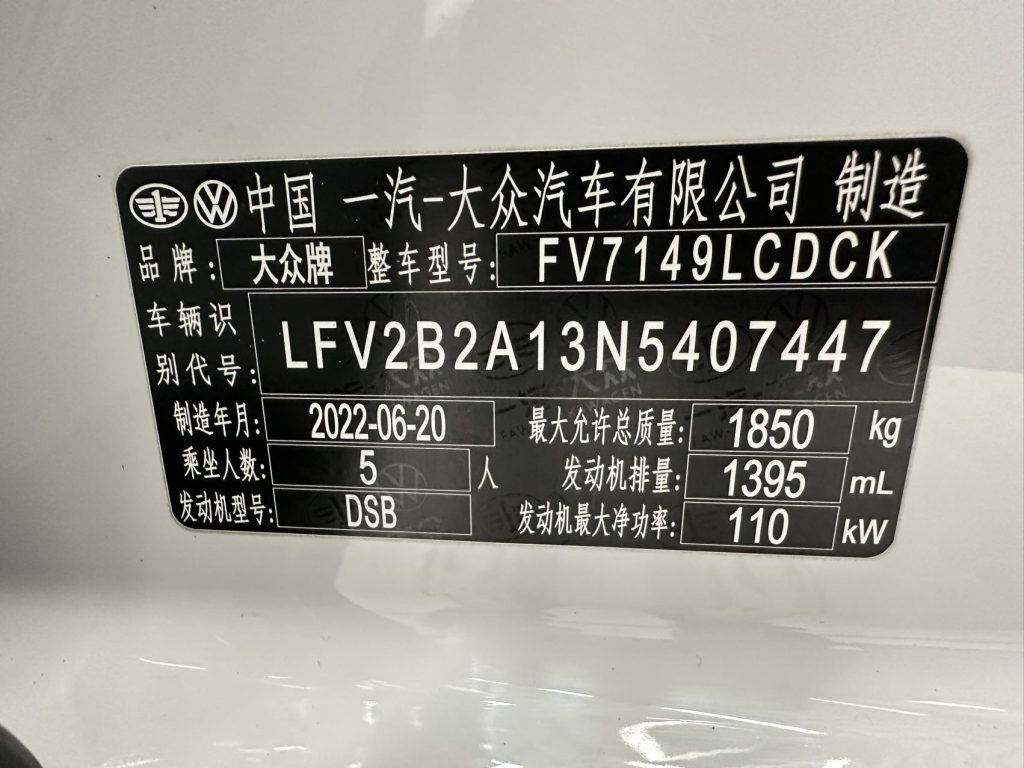 中国 一汽-大众汽车有限公司 制造
品牌: 大众牌 整车型号: FV7149LCDCK
车辆识别代号: LFV2B2A13N5407447
制造年月: 2022-06-20 最大允许总质量: 1850 kg
乘坐人数: 5 人 发动机排量: 1395 mL
发动机型号: DSB 发动机最大净功率: 110 kW